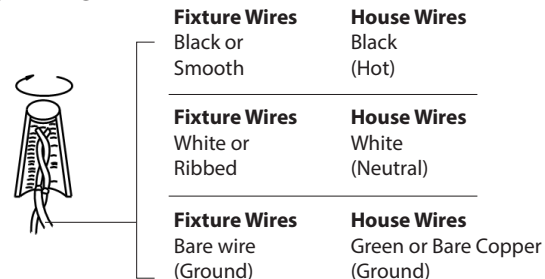 Fixture Wires House Wires
Black or Black
Smooth (Hot)
Fixture Wires House Wires
White or White
Ribbed (Neutral)
Fixture Wires House Wires
Bare wire Green or Bare Copper
(Ground) (Ground)